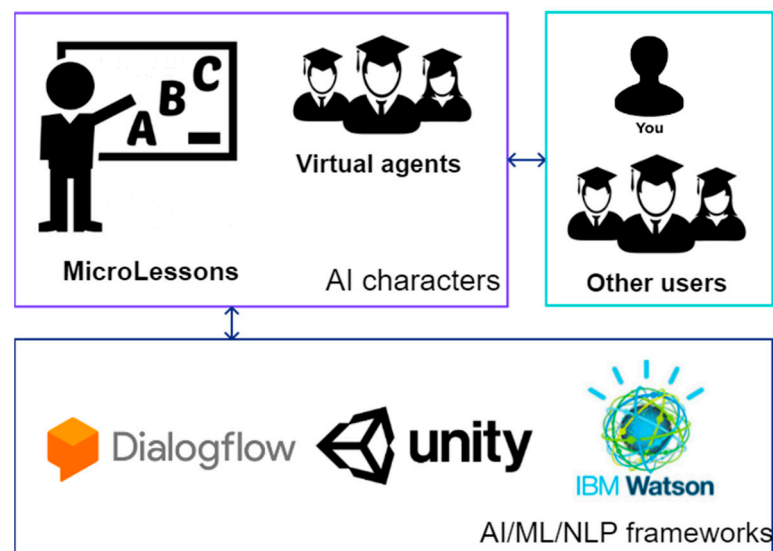 A B C
Virtual agents
MicroLessons
AI characters
You
Other users
Dialogflow
unity
IBM Watson
AI/ML/NLP frameworks